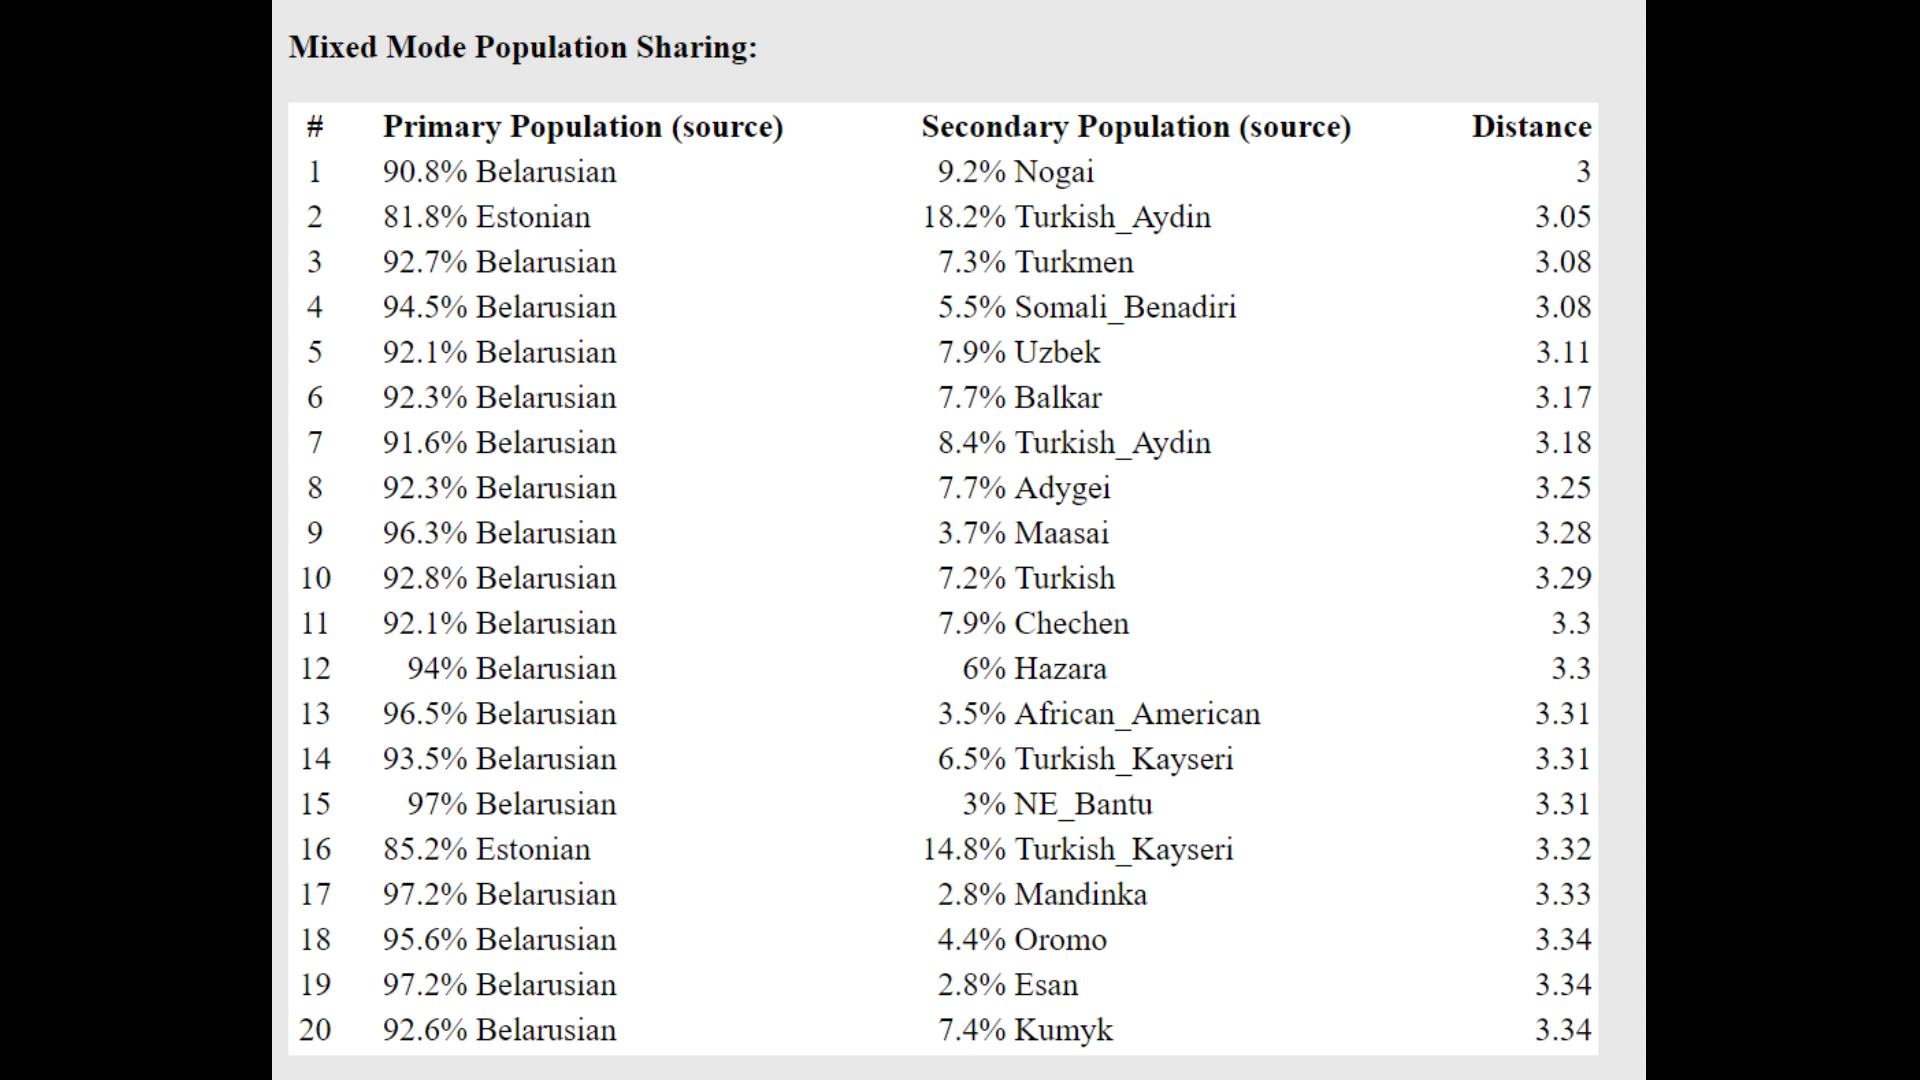 Mixed Mode Population Sharing:
# Primary Population (source) Secondary Population (source) Distance
1 90.8% Belarusian 9.2% Nogai 3
2 81.8% Estonian 18.2% Turkish_Aydin 3.05
3 92.7% Belarusian 7.3% Turkmen 3.08
4 94.5% Belarusian 5.5% Somali_Benadiri 3.08
5 92.1% Belarusian 7.9% Uzbek 3.11
6 92.3% Belarusian 7.7% Balkar 3.17
7 91.6% Belarusian 8.4% Turkish_Aydin 3.18
8 92.3% Belarusian 7.7% Adygei 3.25
9 96.3% Belarusian 3.7% Maasai 3.28
10 92.8% Belarusian 7.2% Turkish 3.29
11 92.1% Belarusian 7.9% Chechen 3.3
12 94% Belarusian 6% Hazara 3.3
13 96.5% Belarusian 3.5% African_American 3.31
14 93.5% Belarusian 6.5% Turkish_Kayseri 3.31
15 97% Belarusian 3% NE_Bantu 3.31
16 85.2% Estonian 14.8% Turkish_Kayseri 3.32
17 97.2% Belarusian 2.8% Mandinka 3.33
18 95.6% Belarusian 4.4% Oromo 3.34
19 97.2% Belarusian 2.8% Esan 3.34
20 92.6% Belarusian 7.4% Kumyk 3.34